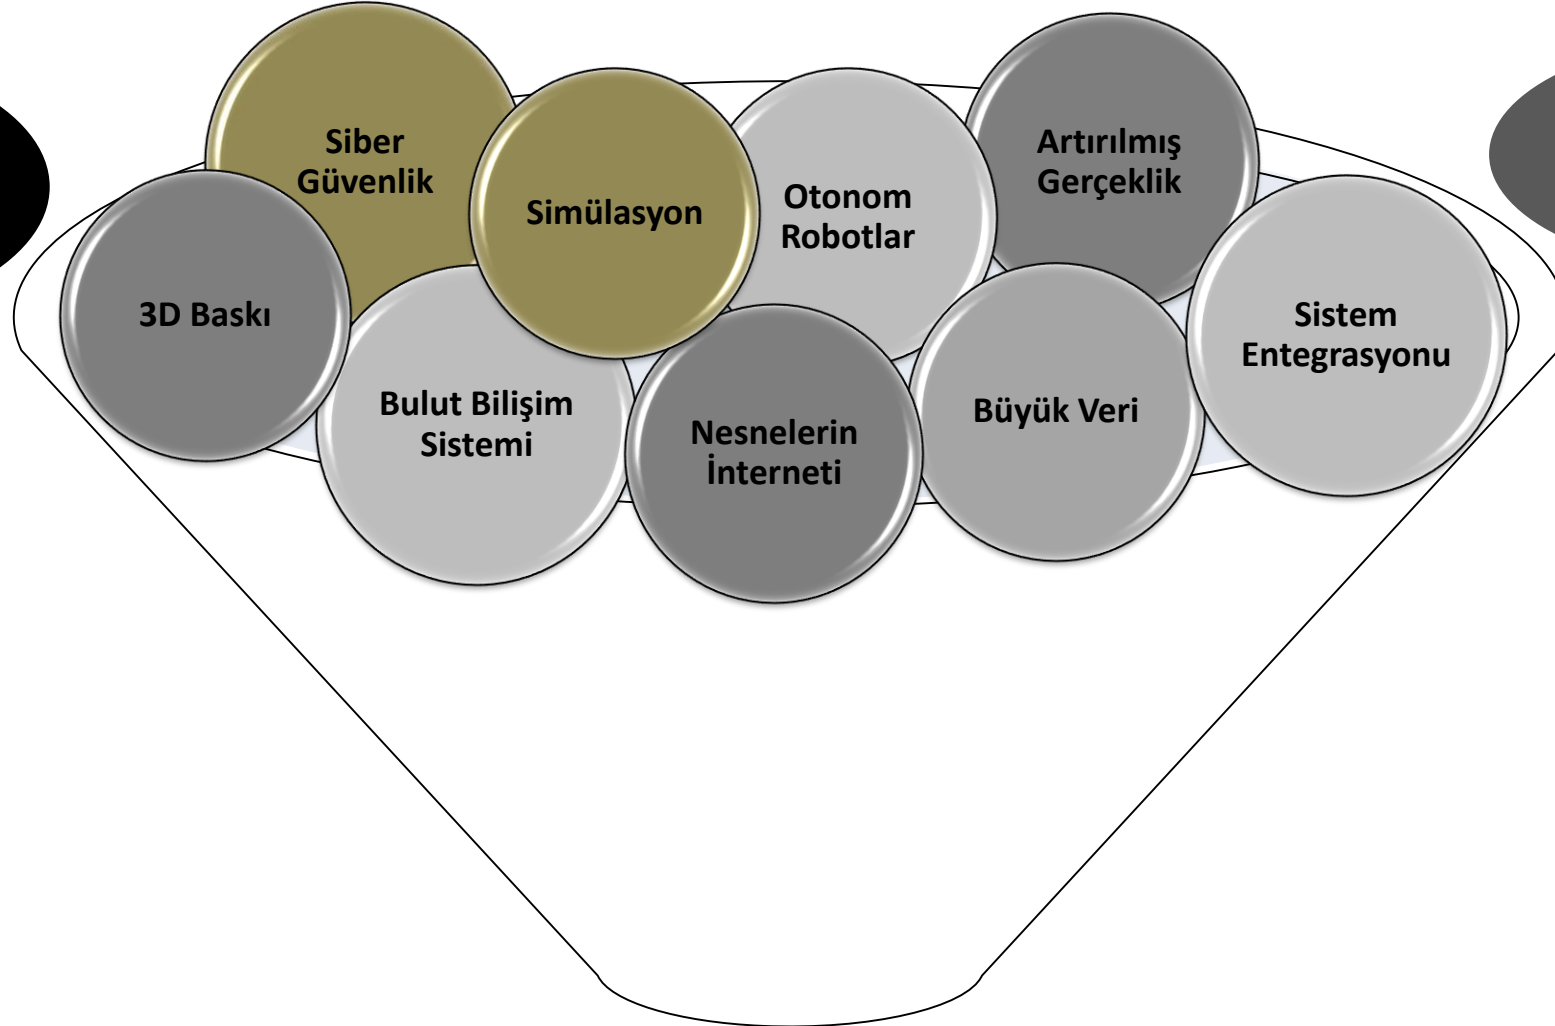 Siber
Güvenlik
Simülasyon
Otonom
Robotlar
Artırılmış
Gerçeklik
3D Baskı
Bulut Bilişim
Sistemi
Nesnelerin
İnterneti
Büyük Veri
Sistem
Entegrasyonu